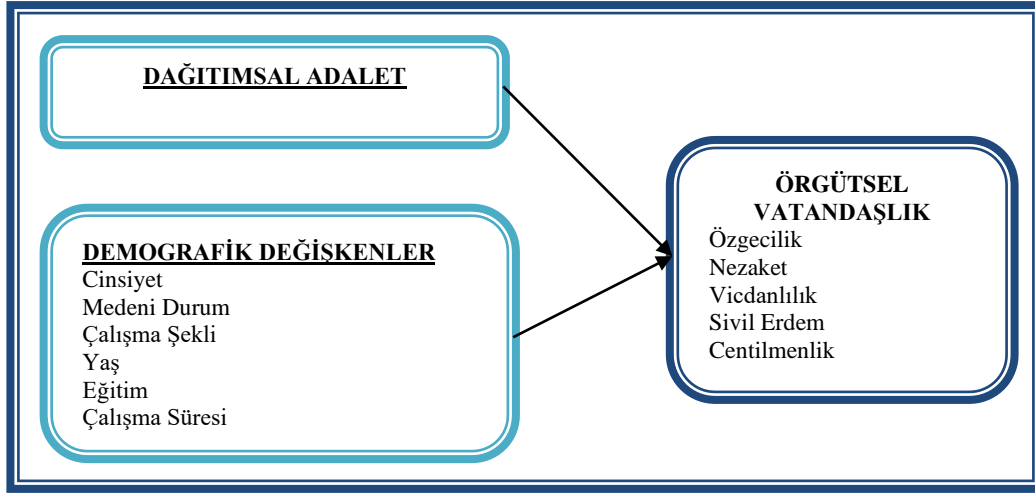 DAĞITIMSAL ADALET
DEMOGRAFİK DEĞİŞKENLER
Cinsiyet
Medeni Durum
Çalışma Şekli
Yaş
Eğitim
Çalışma Süresi
ÖRGÜTSEL
VATANDAŞLIK
Özgecilik
Nezaket
Vicdanlılık
Sivil Erdem
Centilmenlik